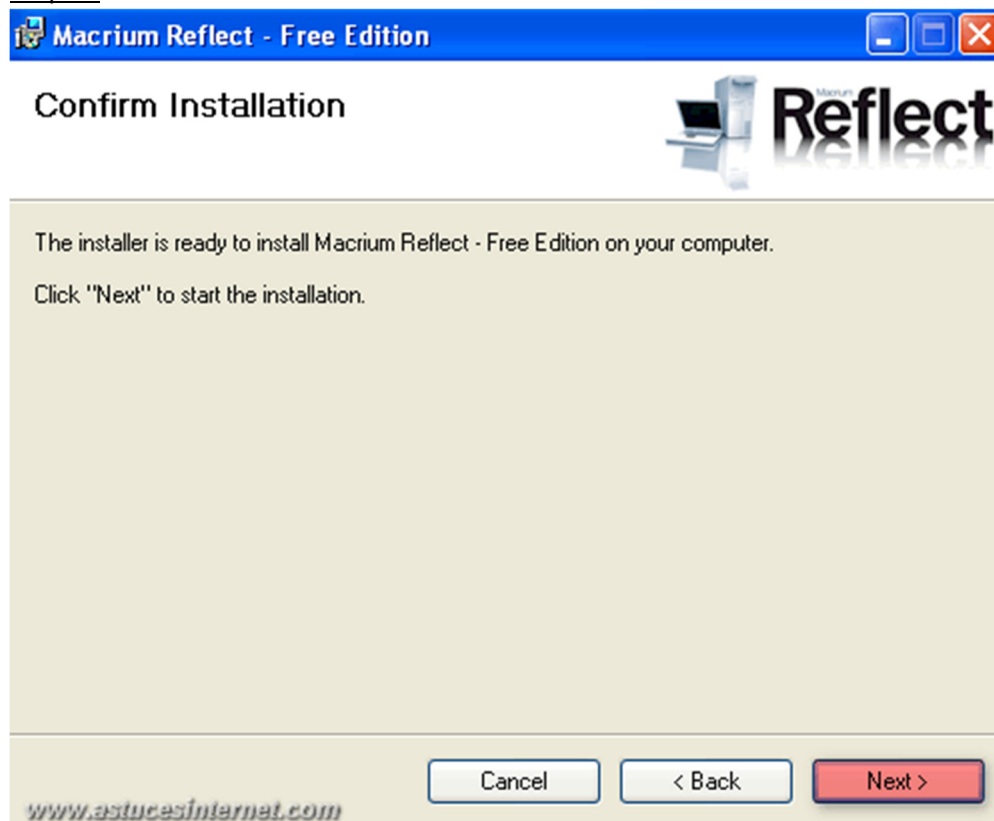 Macrium Reflect - Free Edition
Confirm Installation
Macrium
Reflect
The installer is ready to install Macrium Reflect - Free Edition on your computer.
Click "Next" to start the installation.
Cancel
< Back
Next >
www.astucesinternet.com